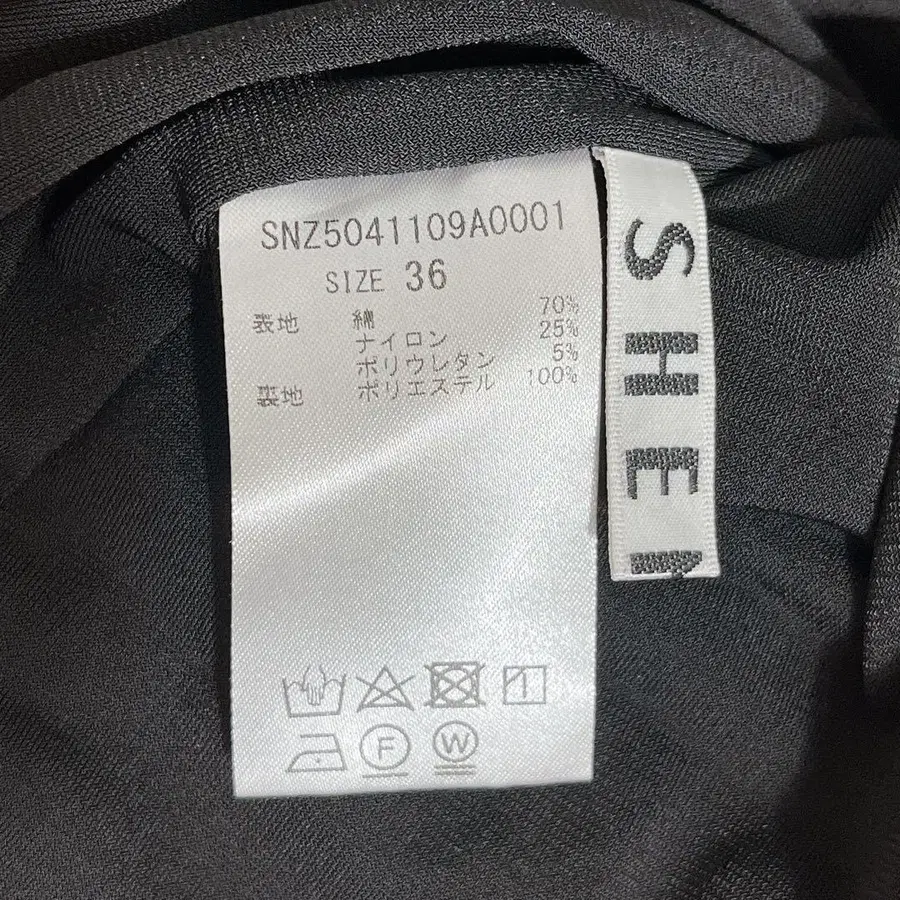 SNZ5041109A0001
SIZE 36
表地 綿 70%
ナイロン 25%
ポリウレタン 5%
裏地 ポリエステル 100%
F
W
SHE